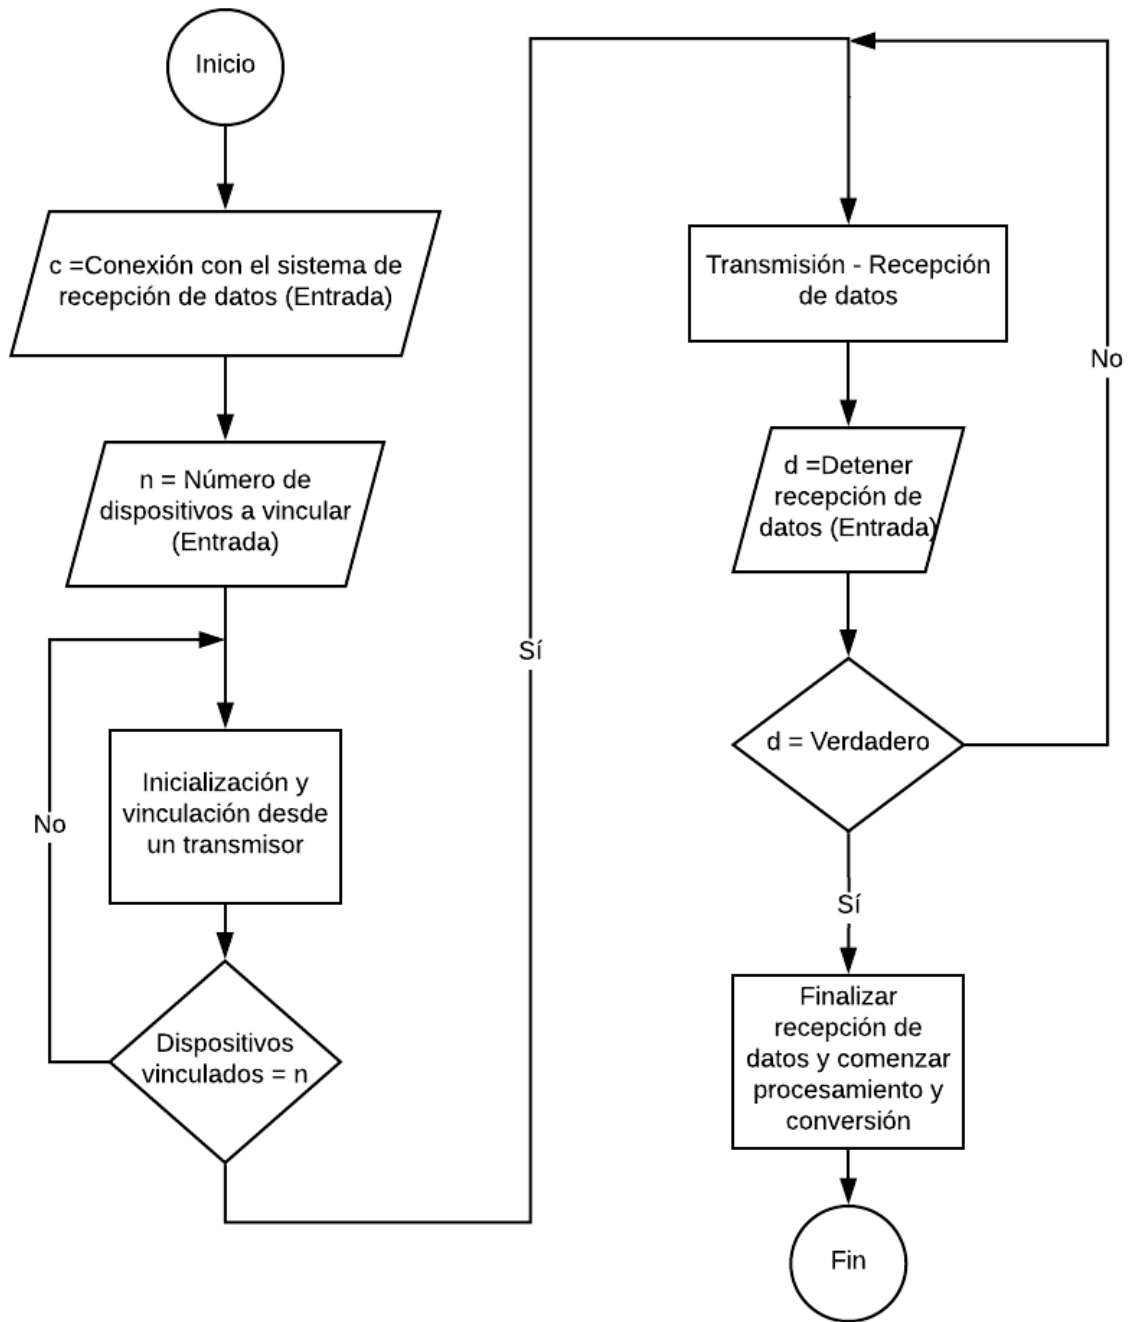 Inicio
c =Conexión con el sistema de
recepción de datos (Entrada)
n = Número de
dispositivos a vincular
(Entrada)
Inicialización y
vinculación desde
un transmisor
No
Dispositivos
vinculados = n
Sí
Transmisión - Recepción
de datos
d =Detener
recepción de
datos (Entrada)
d = Verdadero
No
Sí
Finalizar
recepción de
datos y comenzar
procesamiento y
conversión
Fin